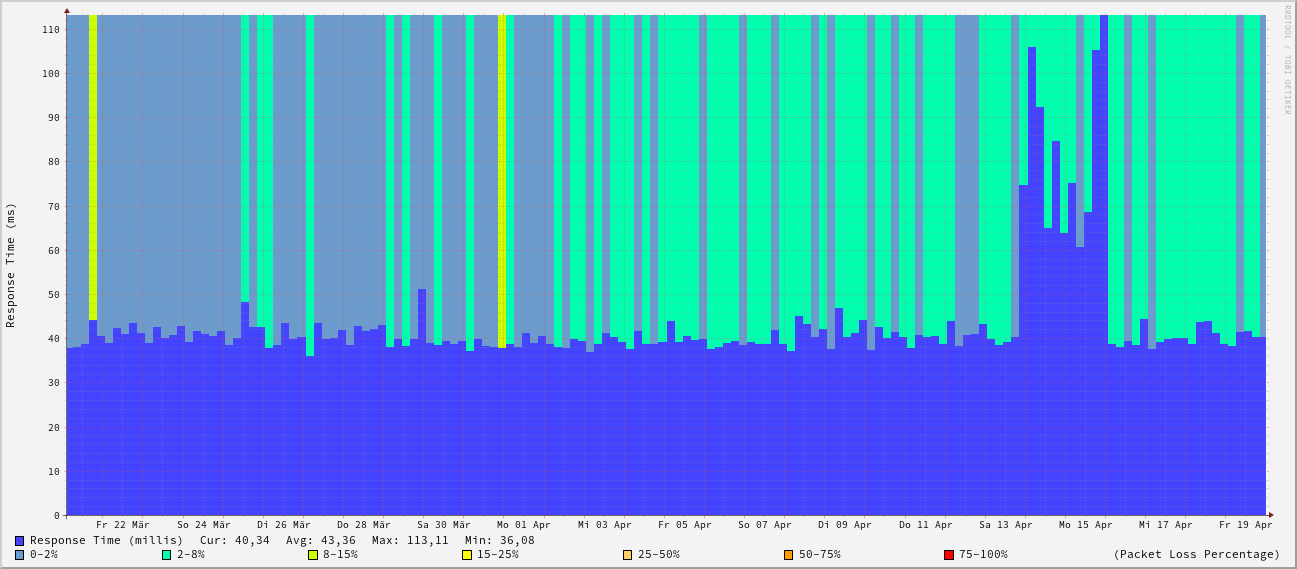 RRDTOOL / TOBI OETIKER
Response Time (ms)
110
100
90
80
70
60
50
40
30
20
10
0
Fr 22 Mär So 24 Mär Di 26 Mär Do 28 Mär Sa 30 Mär Mo 01 Apr Mi 03 Apr Fr 05 Apr So 07 Apr Di 09 Apr Do 11 Apr Sa 13 Apr Mo 15 Apr Mi 17 Apr Fr 19 Apr
Response Time (millis) Cur: 40,34 Avg: 43,36 Max: 113,11 Min: 36,08
0-2% 2-8% 8-15% 15-25% 25-50% 50-75% 75-100% (Packet Loss Percentage)